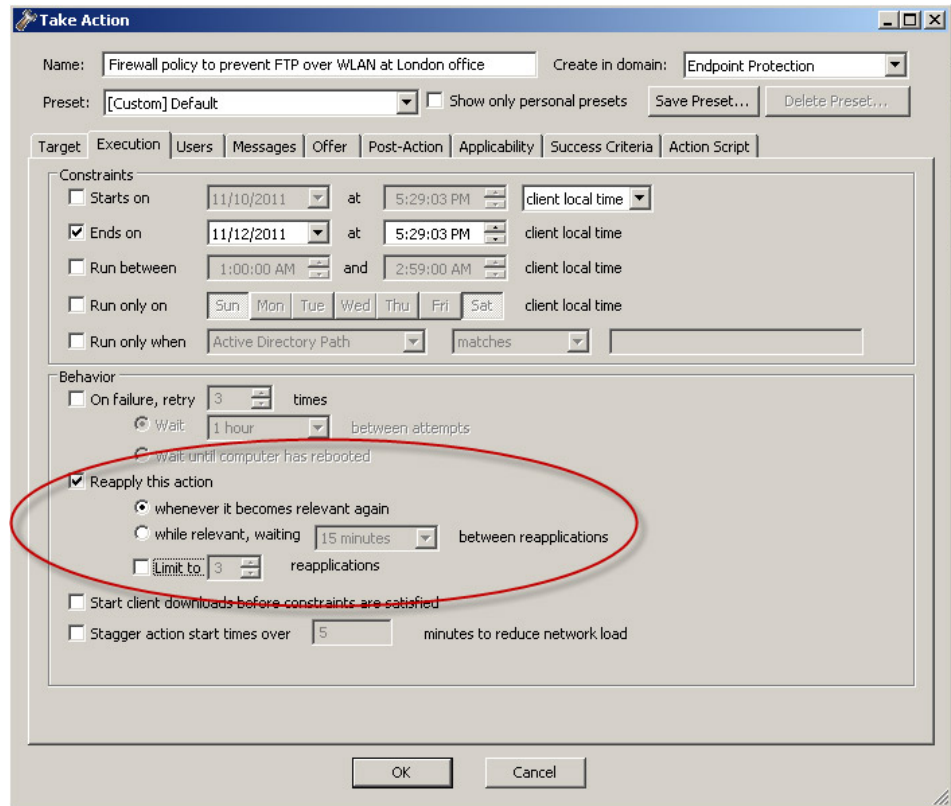 Take Action
Name: Firewall policy to prevent FTP over WLAN at London office Create in domain: Endpoint Protection
Preset: [Custom] Default Show only personal presets Save Preset... Delete Preset...
Target Execution Users Messages Offer Post-Action Applicability Success Criteria Action Script
Constraints
Starts on 11/10/2011 at 5:29:03 PM client local time
Ends on 11/12/2011 at 5:29:03 PM client local time
Run between 1:00:00 AM and 2:59:00 AM client local time
Run only on Sun Mon Tue Wed Thu Fri Sat client local time
Run only when Active Directory Path matches
Behavior
On failure, retry 3 times
Wait 1 hour between attempts
Wait until computer has rebooted
Reapply this action
whenever it becomes relevant again
while relevant, waiting 15 minutes between reapplications
Limit to 3 reapplications
Start client downloads before constraints are satisfied
Stagger action start times over 5 minutes to reduce network load
OK Cancel